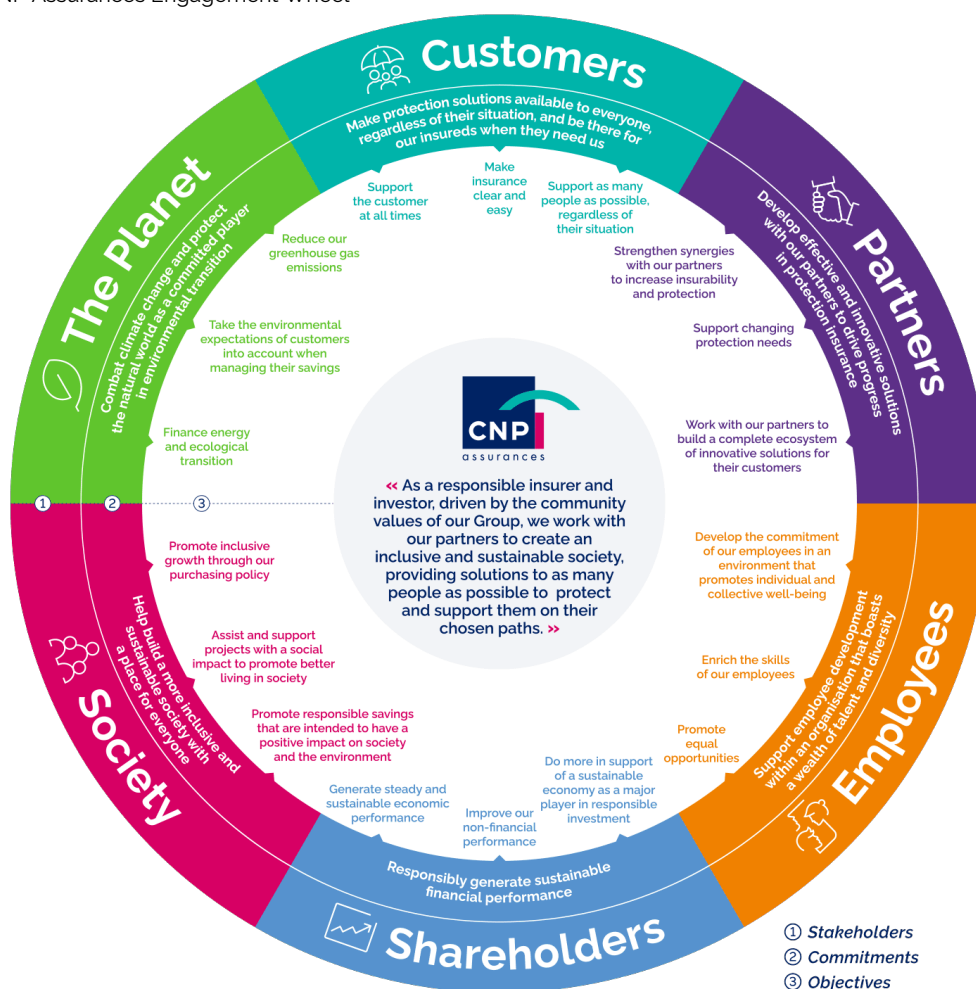 Assurances Engagement Wheel
Customers
Make protection solutions available to everyone,
regardless of their situation, and be there for
our insureds when they need us
Support
the customer
at all times
Make
insurance
clear and
easy
Support as many
people as possible,
regardless of
their situation
Partners
Develop effective and innovative solutions
with our partners to drive progress
in protection insurance
Strengthen synergies
with our partners
to increase insurability
and protection
Support changing
protection needs
Work with our partners to
build a complete ecosystem
of innovative solutions for
their customers
Employees
Support employee development
within an organisation that boasts
a wealth of talent and diversity
Develop the commitment
of our employees in an
environment that
promotes individual and
collective well-being
Enrich the skills
of our employees
Promote
equal
opportunities
Shareholders
Responsibly generate sustainable
financial performance
Do more in support
of a sustainable
economy as a major
player in responsible
investment
Improve our
non-financial
performance
Generate steady and
sustainable economic
performance
Society
Help build a more inclusive and
sustainable society with
a place for everyone
Promote responsible savings
that are intended to have a
positive impact on society
and the environment
Assist and support
projects with a social
impact to promote better
living in society
Promote inclusive
growth through our
purchasing policy
The Planet
Combat climate change and protect
the natural world as a committed player
in environmental transition
Finance energy
and ecological
transition
Take the environmental
expectations of customers
into account when
managing their savings
Reduce our
greenhouse gas
emissions
1 2 3
CNP
assurances
« As a responsible insurer and
investor, driven by the community
values of our Group, we work with
our partners to create an
inclusive and sustainable society,
providing solutions to as many
people as possible to protect
and support them on their
chosen paths. »
1 Stakeholders
2 Commitments
3 Objectives